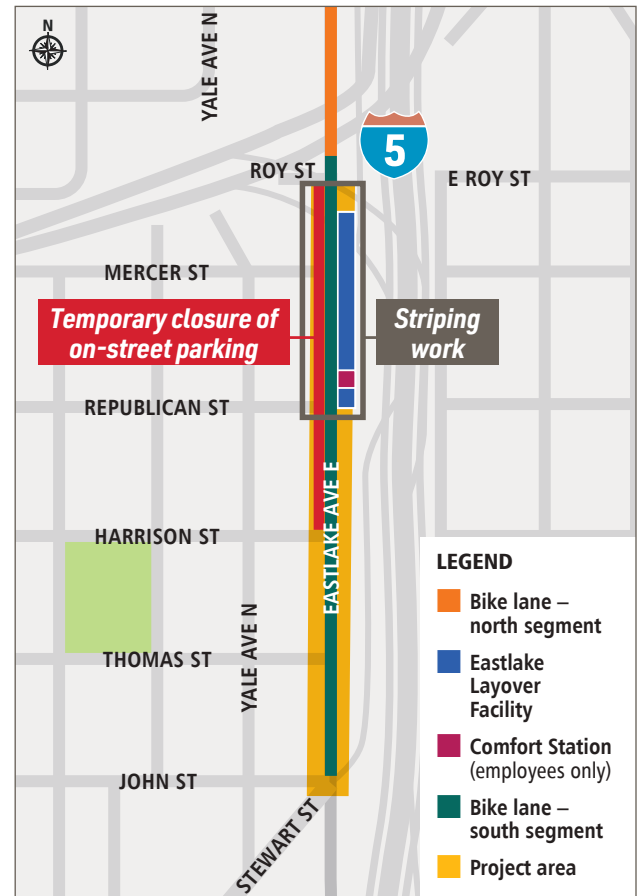 N
YALE AVE N
5
ROY ST
E ROY ST
MERCER ST
Temporary closure of
on-street parking
Striping
work
REPUBLICAN ST
EASTLAKE AVE E
HARRISON ST
YALE AVE N
THOMAS ST
JOHN ST
STEWART ST
LEGEND
Bike lane –
north segment
Eastlake
Layover
Facility
Comfort Station
(employees only)
Bike lane –
south segment
Project area